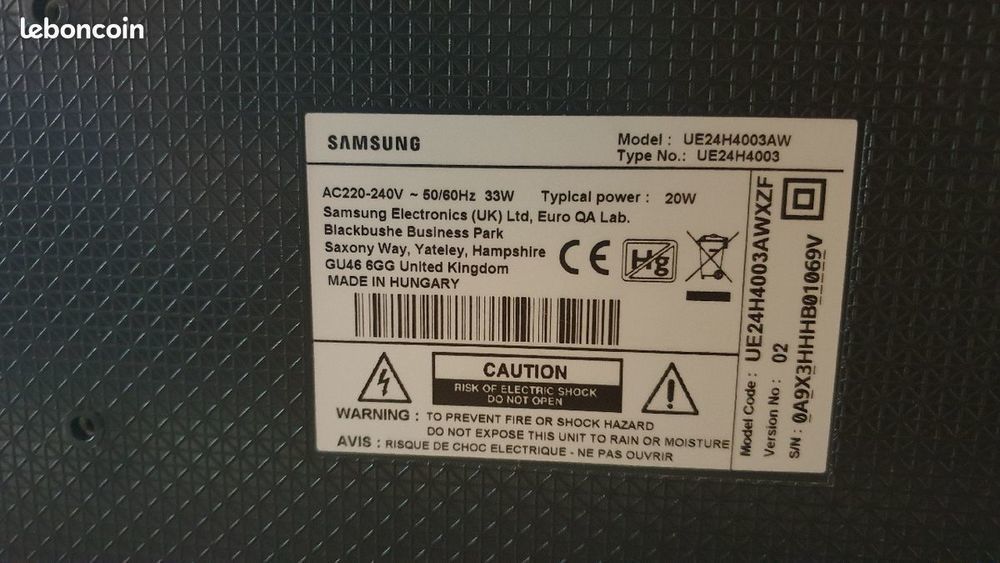 leboncoin
SAMSUNG
Model : UE24H4003AW
Type No.: UE24H4003
AC220-240V ~ 50/60Hz 33W Typical power : 20W
Samsung Electronics (UK) Ltd, Euro QA Lab.
Blackbushe Business Park
Saxony Way, Yateley, Hampshire
GU46 6GG United Kingdom
MADE IN HUNGARY
CE
Hg
CAUTION
RISK OF ELECTRIC SHOCK
DO NOT OPEN
WARNING : TO PREVENT FIRE OR SHOCK HAZARD
DO NOT EXPOSE THIS UNIT TO RAIN OR MOISTURE
AVIS : RISQUE DE CHOC ELECTRIQUE - NE PAS OUVRIR
Model Code : UE24H4003AWXZF
Version No : 02
S/N : 0A9X3HHHB01069V